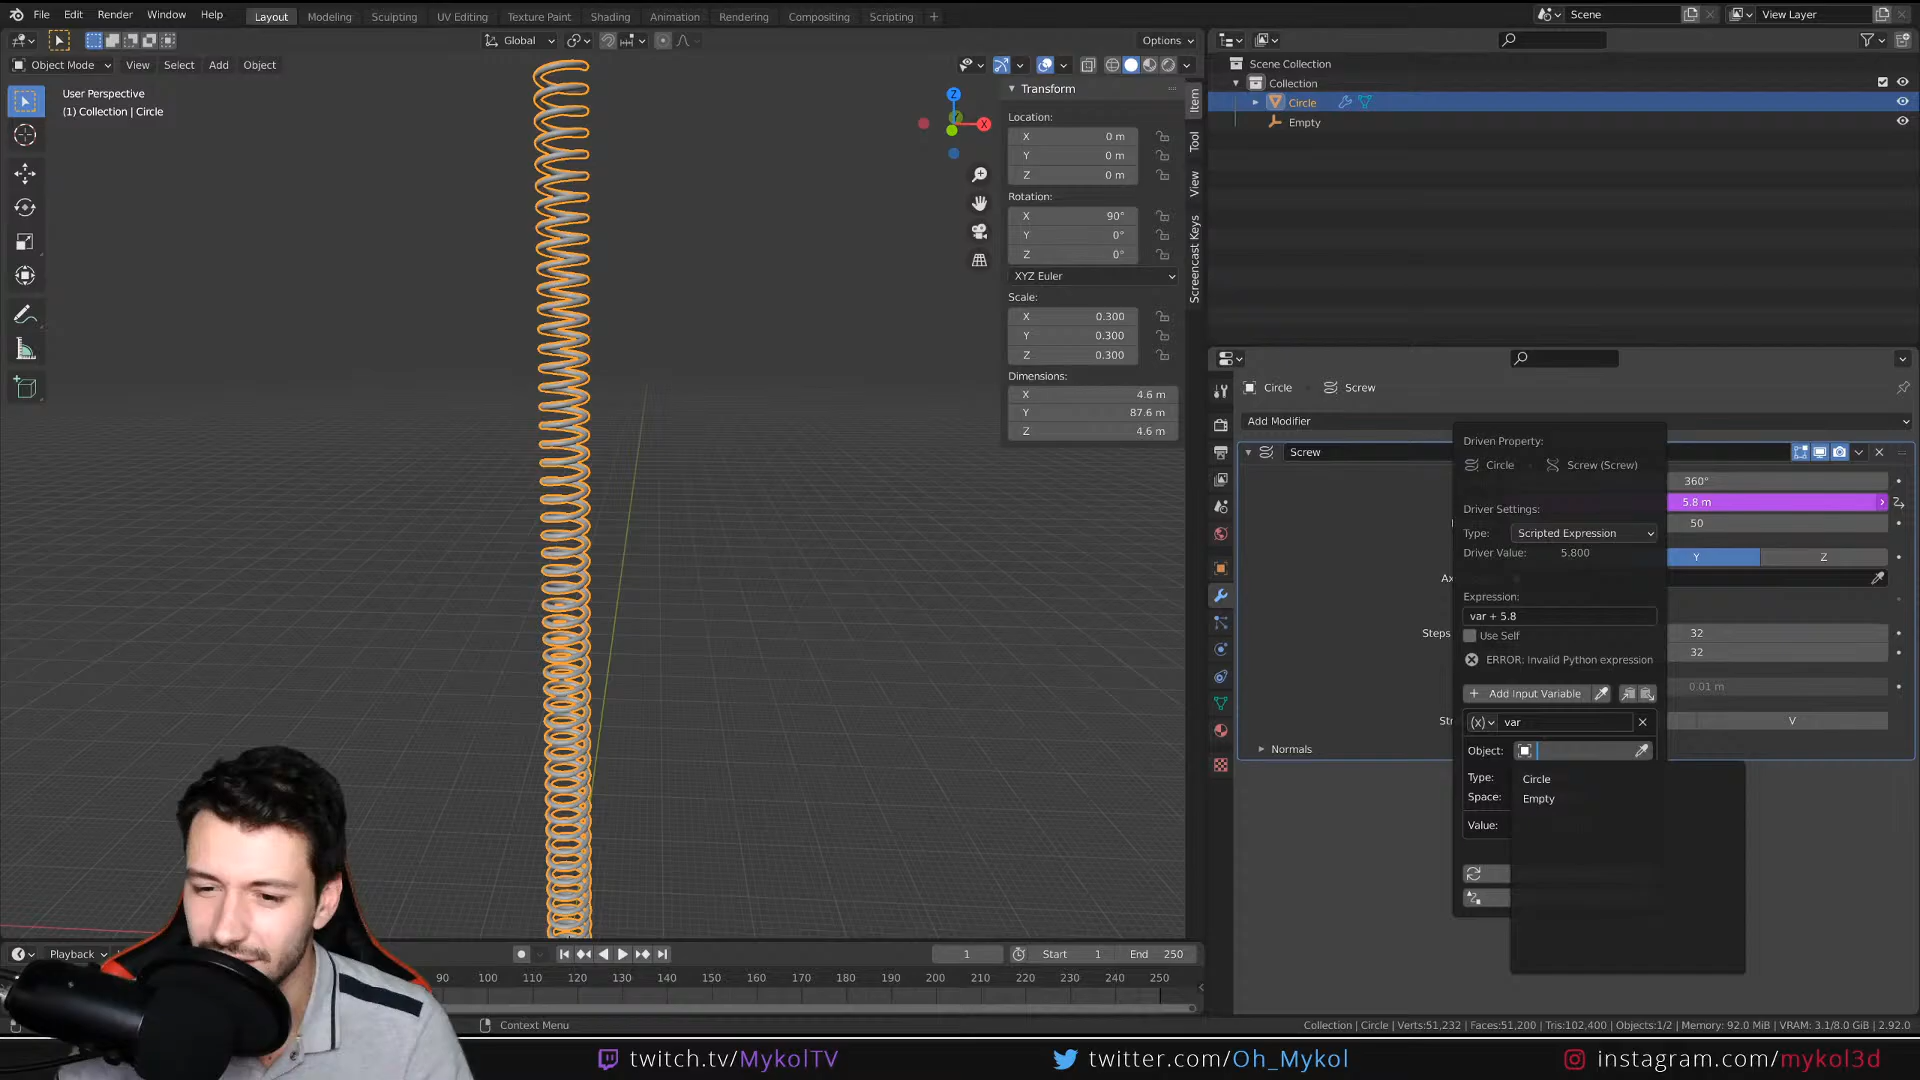 File Edit Render Window Help Layout Modeling Sculpting UV Editing Texture Paint Shading Animation Rendering Compositing Scripting + Scene View Layer
Global Options
Object Mode View Select Add Object
User Perspective
(1) Collection | Circle
Z
X
Transform
Location:
X 0 m
Y 0 m
Z 0 m
Rotation:
X 90°
Y 0°
Z 0°
XYZ Euler
Scale:
X 0.300
Y 0.300
Z 0.300
Dimensions:
X 4.6 m
Y 87.6 m
Z 4.6 m
Item
Tool
View
Screencast Keys
Scene Collection
Collection
Circle
Empty
Circle Screw
Add Modifier
Screw
360°
5.8 m
50
Y Z
Ax
Steps 32
32
0.01 m
Str V
Normals
Driven Property:
Circle Screw (Screw)
Driver Settings:
Type: Scripted Expression
Driver Value: 5.800
Expression:
var + 5.8
Use Self
ERROR: Invalid Python expression
+ Add Input Variable
(x) var
Object:
Circle
Type:
Empty
Space:
Value:
Playback 1 Start 1 End 250
90 100 110 120 130 140 150 160 170 180 190 200 210 220 230 240 250
Context Menu
Collection | Circle | Verts:51,232 | Faces:51,200 | Tris:102,400 | Objects:1/2 | Memory: 92.0 MiB | VRAM: 3.1/8.0 GiB | 2.92.0
twitch.tv/MykolTV twitter.com/Oh_Mykol instagram.com/mykol3d